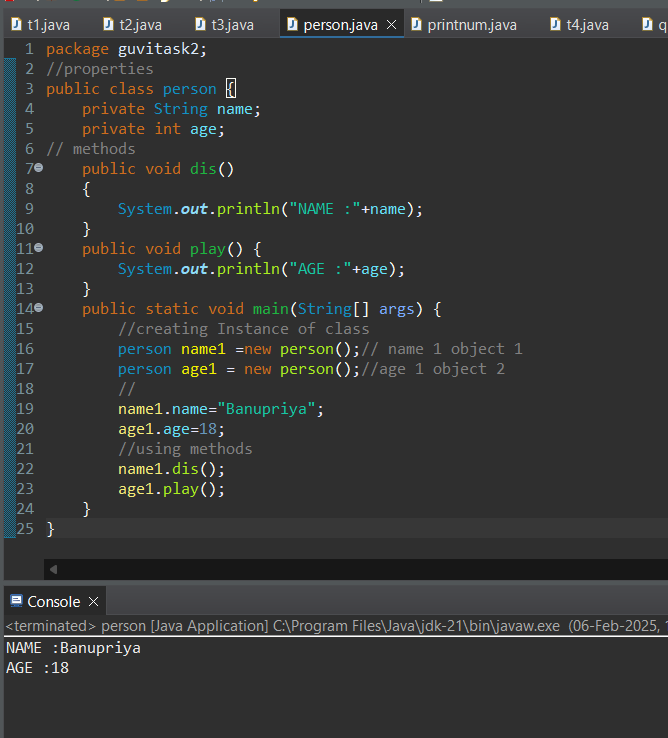 t1.java t2.java t3.java person.java printnum.java t4.java q
1 package guvitask2;
2 //properties
3 public class person {
4     private String name;
5     private int age;
6 // methods
7     public void dis()
8     {
9         System.out.println("NAME :"+name);
10     }
11     public void play() {
12         System.out.println("AGE :"+age);
13     }
14     public static void main(String[] args) {
15         //creating Instance of class
16         person name1 =new person();// name 1 object 1
17         person age1 = new person();//age 1 object 2
18         //
19         name1.name="Banupriya";
20         age1.age=18;
21         //using methods
22         name1.dis();
23         age1.play();
24     }
25 }
Console
<terminated> person [Java Application] C:\Program Files\Java\jdk-21\bin\javaw.exe (06-Feb-2025,
NAME :Banupriya
AGE :18